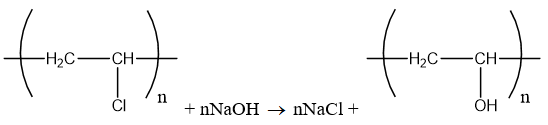 H₂C CH H₂C CH
Cl n + nNaOH → nNaCl + OH n